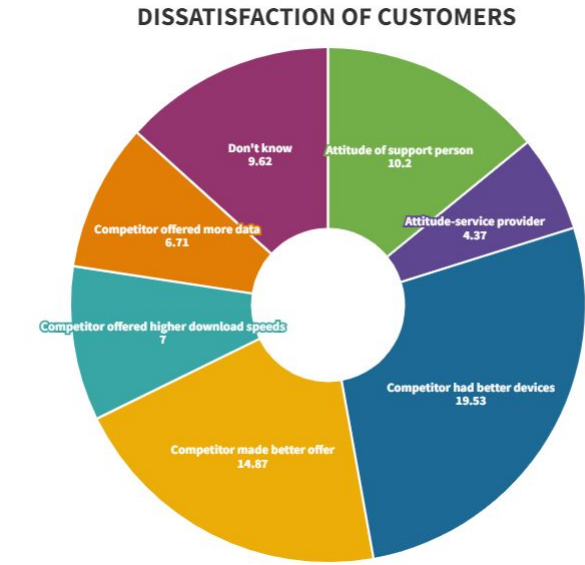 DISSATISFACTION OF CUSTOMERS
Don't know
9.62
Attitude of support person
10.2
Competitor offered more data
6.71
Attitude-service provider
4.37
Competitor offered higher download speeds
7
Competitor had better devices
19.53
Competitor made better offer
14.87